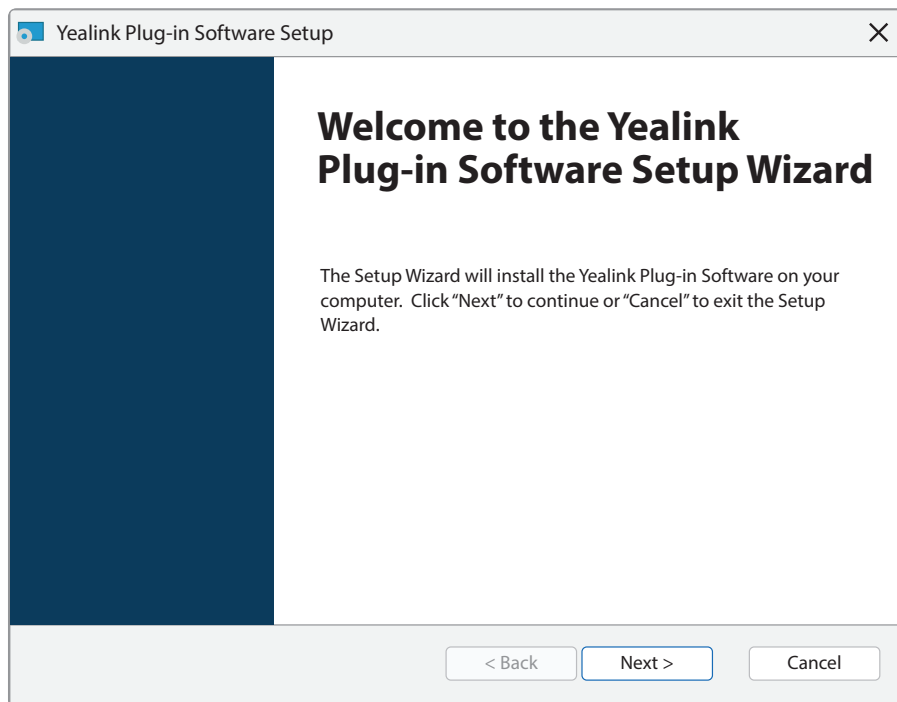 Yealink Plug-in Software Setup
Welcome to the Yealink
Plug-in Software Setup Wizard
The Setup Wizard will install the Yealink Plug-in Software on your
computer.  Click “Next” to continue or “Cancel” to exit the Setup
Wizard.
< Back
Next >
Cancel